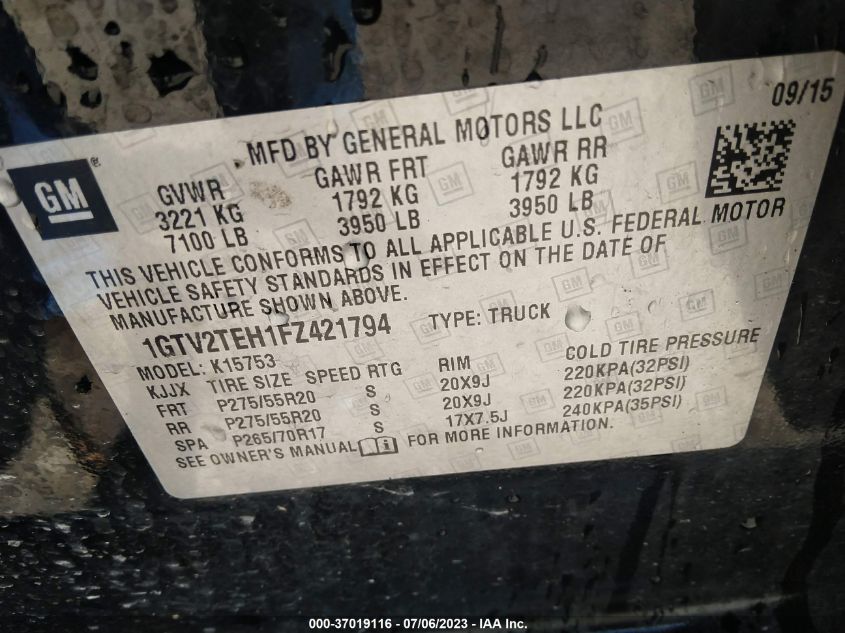 09/15
MFD BY GENERAL MOTORS LLC
GM®
GVWR GAWR FRT GAWR RR
3221 KG 1792 KG 1792 KG
7100 LB 3950 LB 3950 LB
THIS VEHICLE CONFORMS TO ALL APPLICABLE U.S. FEDERAL MOTOR
VEHICLE SAFETY STANDARDS IN EFFECT ON THE DATE OF
MANUFACTURE SHOWN ABOVE.
1GTV2TEH1FZ421794 TYPE: TRUCK
MODEL: K15753
KJJX TIRE SIZE SPEED RTG RIM COLD TIRE PRESSURE
FRT P275/55R20 S 20X9J 220KPA(32PSI)
RR P275/55R20 S 20X9J 220KPA(32PSI)
SPA P265/70R17 S 17X7.5J 240KPA(35PSI)
SEE OWNER'S MANUAL FOR MORE INFORMATION.
000-37019116 - 07/06/2023 - © IAA Inc.